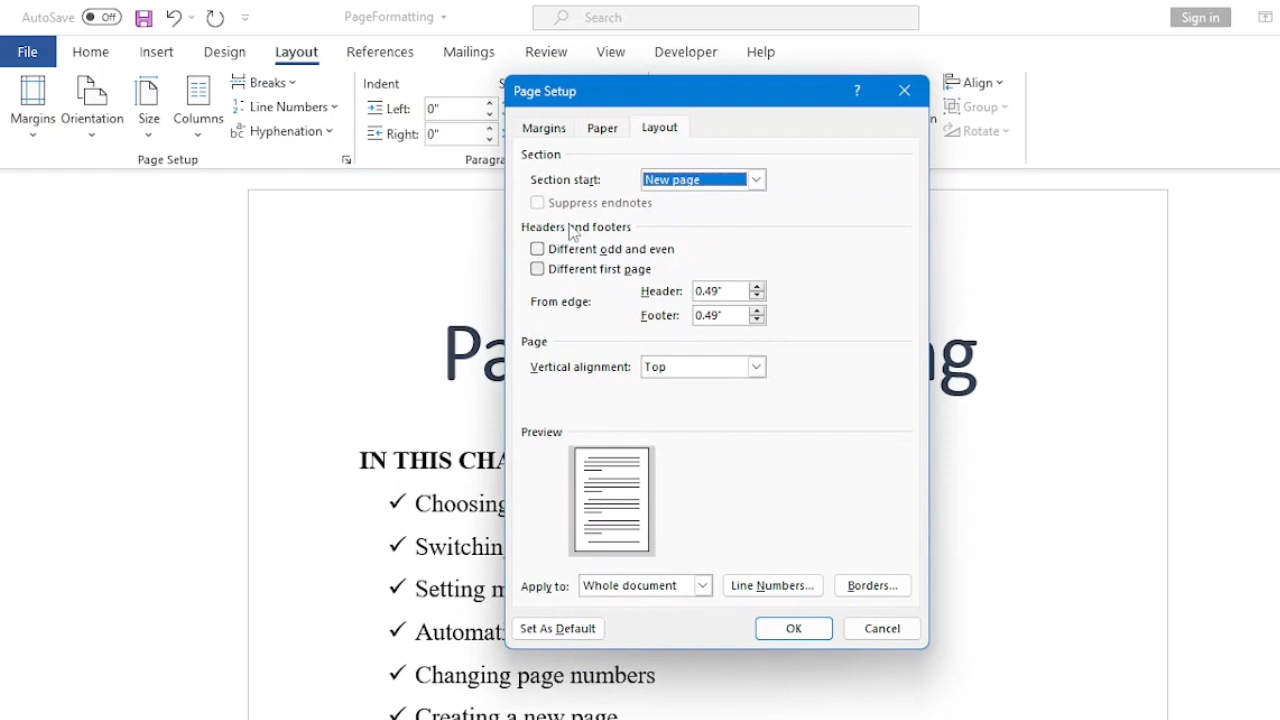 AutoSave Off PageFormatting Search Sign in
File Home Insert Design Layout References Mailings Review View Developer Help
Margins Orientation Size Columns
Breaks
Line Numbers
Hyphenation
Page Setup
Indent
Left: 0"
Right: 0"
Align
Group
Rotate
Page Setup ?
Margins Paper Layout
Section
Section start: New page
Suppress endnotes
Headers and footers
Different odd and even
Different first page
From edge:
Header: 0.49"
Footer: 0.49"
Page
Vertical alignment: Top
Preview
Apply to: Whole document Line Numbers... Borders...
Set As Default OK Cancel
IN THIS CHA
✓ Choosing
✓ Switchin
✓ Setting m
✓ Automati
✓ Changing page numbers
✓ Creating a new page